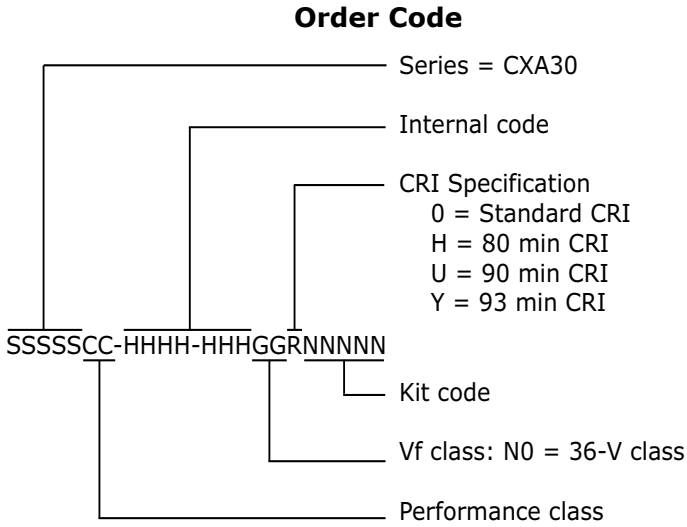 Order Code
Series = CXA30
Internal code
CRI Specification
0 = Standard CRI
H = 80 min CRI
U = 90 min CRI
Y = 93 min CRI
SSSSSCC-HHHH-HHHGGRNNNNN
Kit code
Vf class: N0 = 36-V class
Performance class